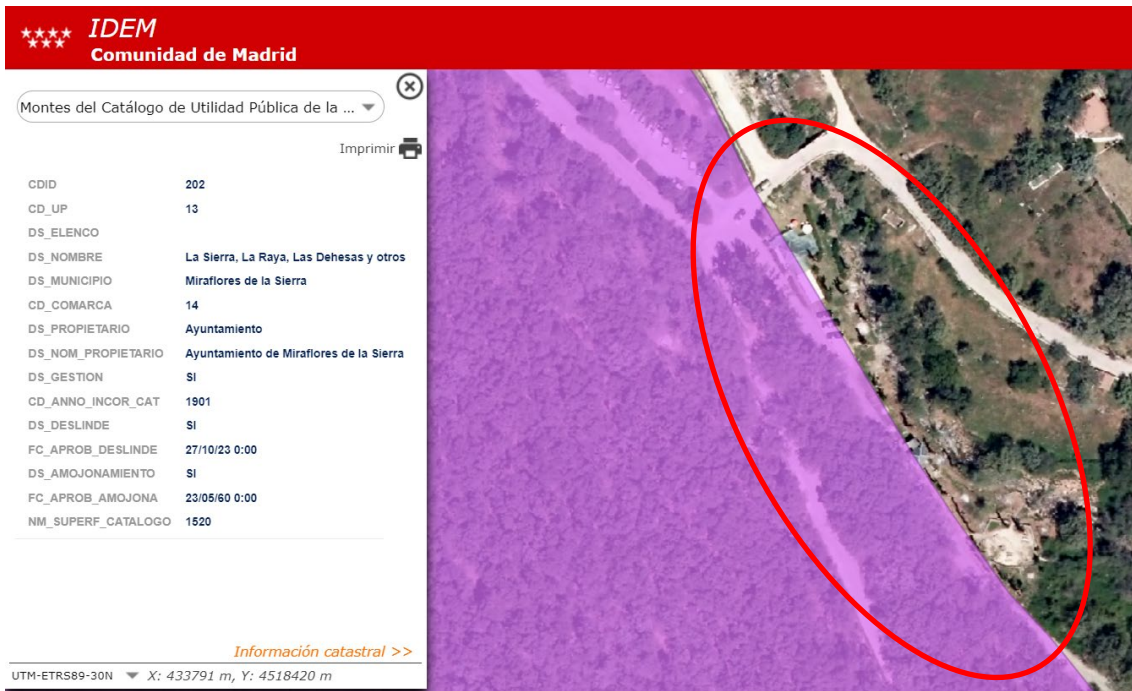 IDEM
Comunidad de Madrid
Montes del Catálogo de Utilidad Pública de la ...
Imprimir
CDID 202
CD_UP 13
DS_ELENCO
DS_NOMBRE La Sierra, La Raya, Las Dehesas y otros
DS_MUNICIPIO Miraflores de la Sierra
CD_COMARCA 14
DS_PROPIETARIO Ayuntamiento
DS_NOM_PROPIETARIO Ayuntamiento de Miraflores de la Sierra
DS_GESTION SI
CD_ANNO_INCOR_CAT 1901
DS_DESLINDE SI
FC_APROB_DESLINDE 27/10/23 0:00
DS_AMOJONAMIENTO SI
FC_APROB_AMOJONA 23/05/60 0:00
NM_SUPERF_CATALOGO 1520
Información catastral >>
UTM-ETRS89-30N X: 433791 m, Y: 4518420 m